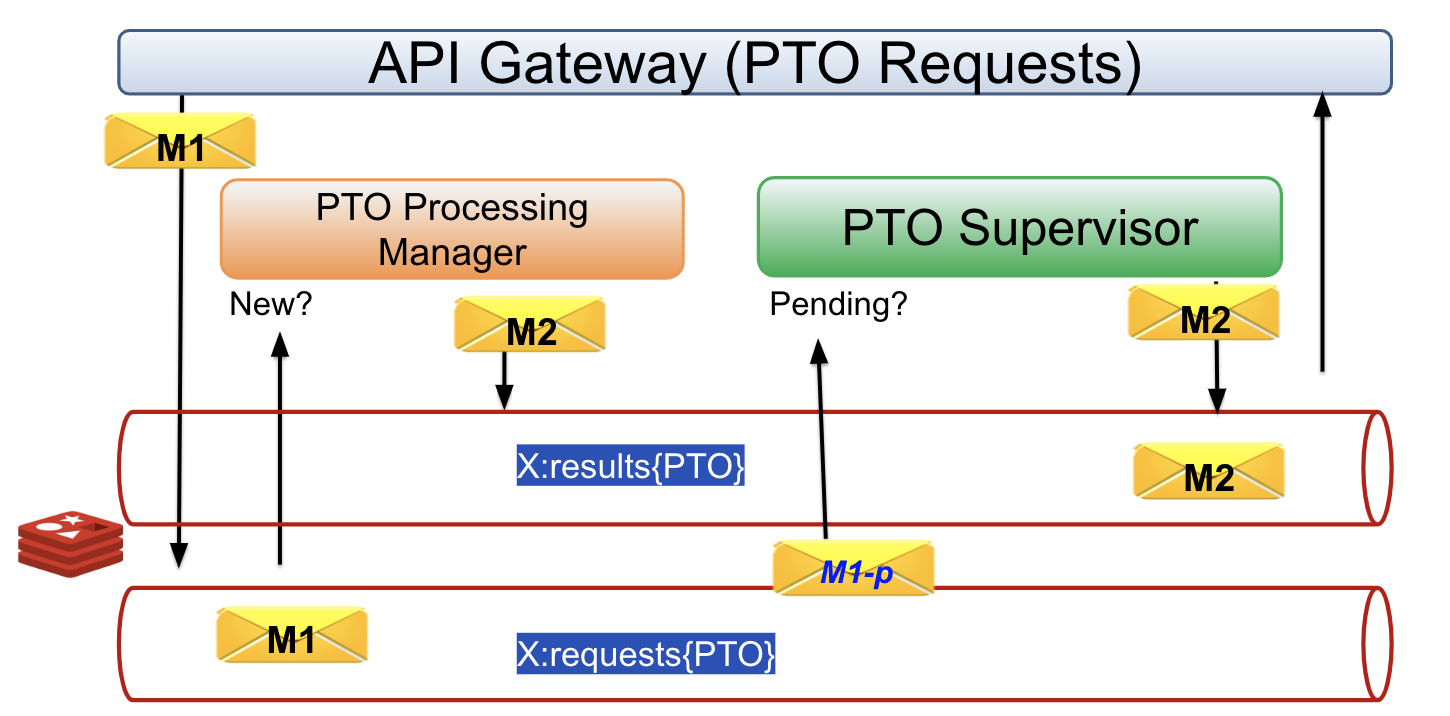 API Gateway (PTO Requests)
M1
PTO Processing
Manager
PTO Supervisor
New?
M2
Pending?
M2
X:results{PTO}
M2
M1-p
M1
X:requests{PTO}